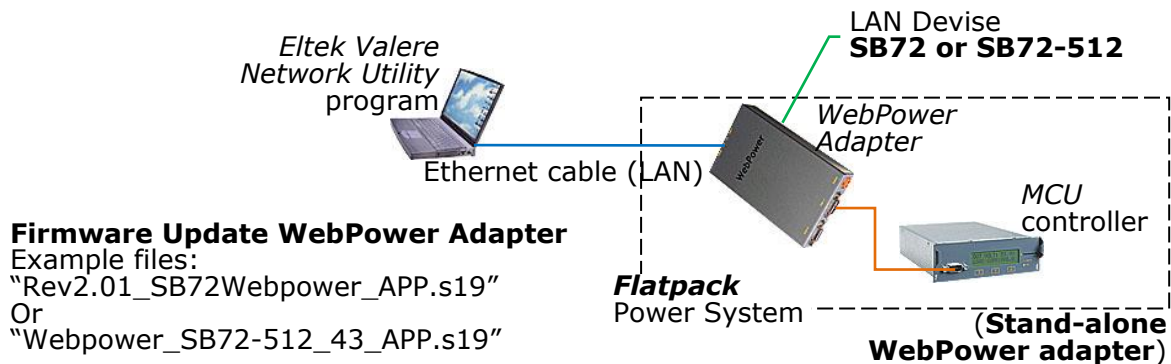 LAN Devise
SB72 or SB72-512
Eltek Valere
Network Utility
program
WebPower
Adapter
WebPower
Ethernet cable (LAN)
MCU
controller
Firmware Update WebPower Adapter
Example files:
“Rev2.01_SB72Webpower_APP.s19”
Or
“Webpower_SB72-512_43_APP.s19”
Flatpack
Power System
(Stand-alone
WebPower adapter)